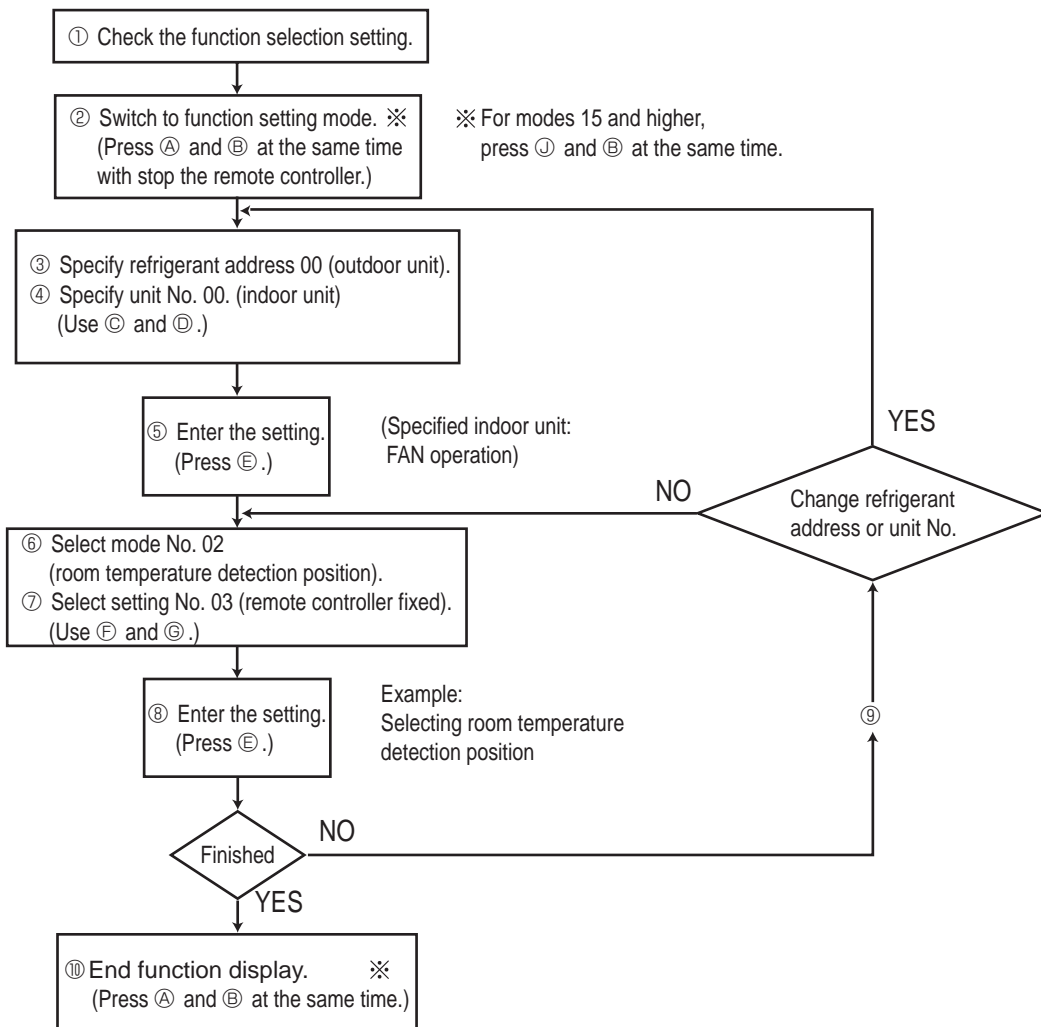 ① Check the function selection setting.
② Switch to function setting mode. ※
(Press Ⓐ and Ⓑ at the same time
with stop the remote controller.)
※ For modes 15 and higher,
press Ⓙ and Ⓑ at the same time.
③ Specify refrigerant address 00 (outdoor unit).
④ Specify unit No. 00. (indoor unit)
(Use Ⓒ and Ⓓ.)
⑤ Enter the setting.
(Press Ⓔ.)
(Specified indoor unit:
FAN operation)
YES
NO
Change refrigerant
address or unit No.
⑥ Select mode No. 02
(room temperature detection position).
⑦ Select setting No. 03 (remote controller fixed).
(Use Ⓕ and Ⓖ.)
⑧ Enter the setting.
(Press Ⓔ.)
Example:
Selecting room temperature
detection position
⑨
Finished
NO
YES
⑩ End function display. ※
(Press Ⓐ and Ⓑ at the same time.)